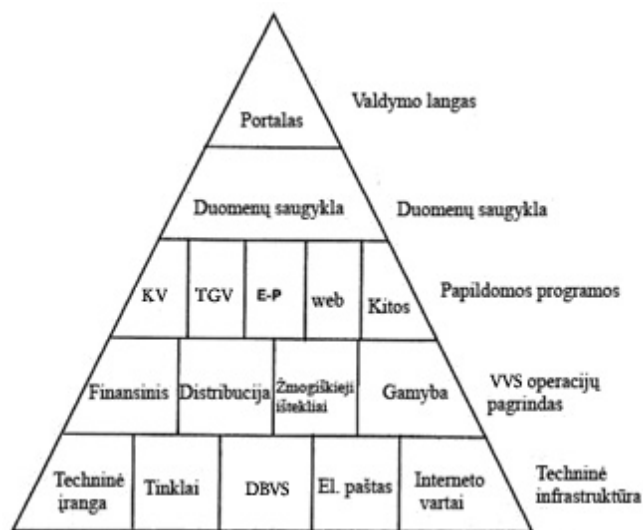 Portalas
Valdymo langas
Duomenų saugykla
Duomenų saugykla
KV
TGV
E-P
web
Kitos
Papildomos programos
Finansinis
Distribucija
Žmogiškieji
ištekliai
Gamyba
VVS operacijų
pagrindas
Techninė
įranga
Tinklai
DBVS
El. paštas
Interneto
vartai
Techninė
infrastruktūra